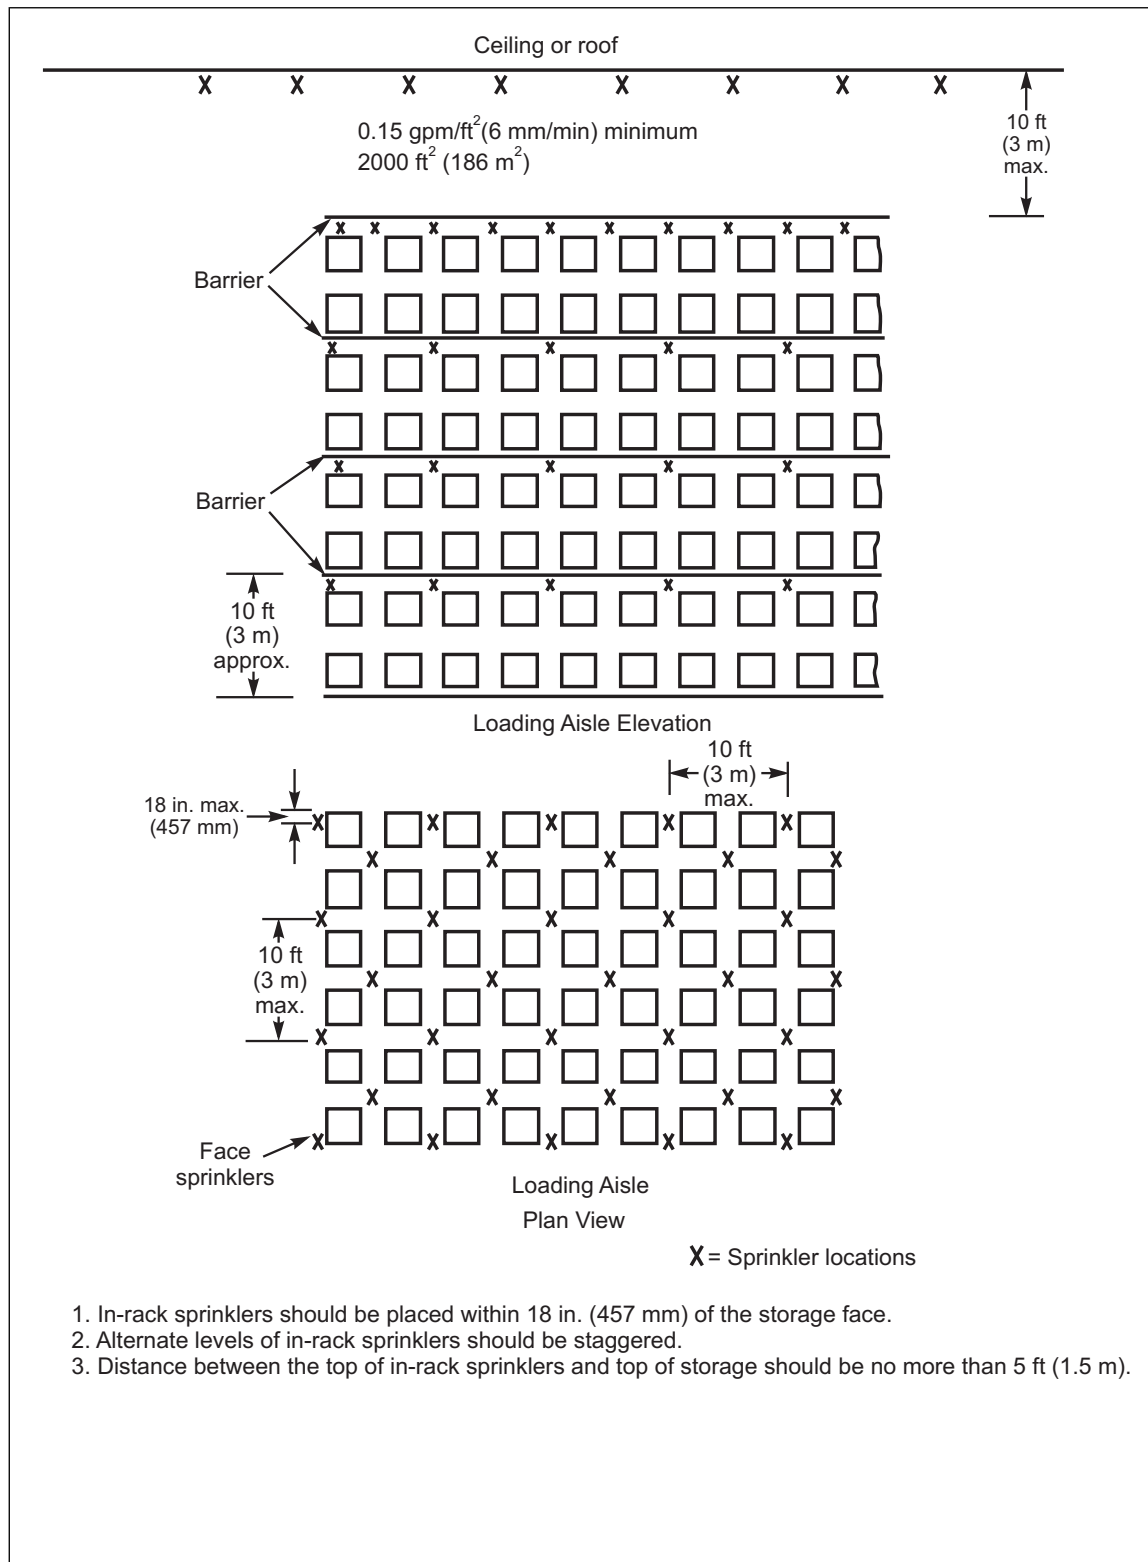 Ceiling or roof
0.15 gpm/ft²(6 mm/min) minimum
2000 ft² (186 m²)
10 ft
(3 m)
max.
Barrier
Barrier
10 ft
(3 m)
approx.
Loading Aisle Elevation
10 ft
(3 m)
max.
18 in. max.
(457 mm)
10 ft
(3 m)
max.
Face
sprinklers
Loading Aisle
Plan View
X = Sprinkler locations
1. In-rack sprinklers should be placed within 18 in. (457 mm) of the storage face.
2. Alternate levels of in-rack sprinklers should be staggered.
3. Distance between the top of in-rack sprinklers and top of storage should be no more than 5 ft (1.5 m).